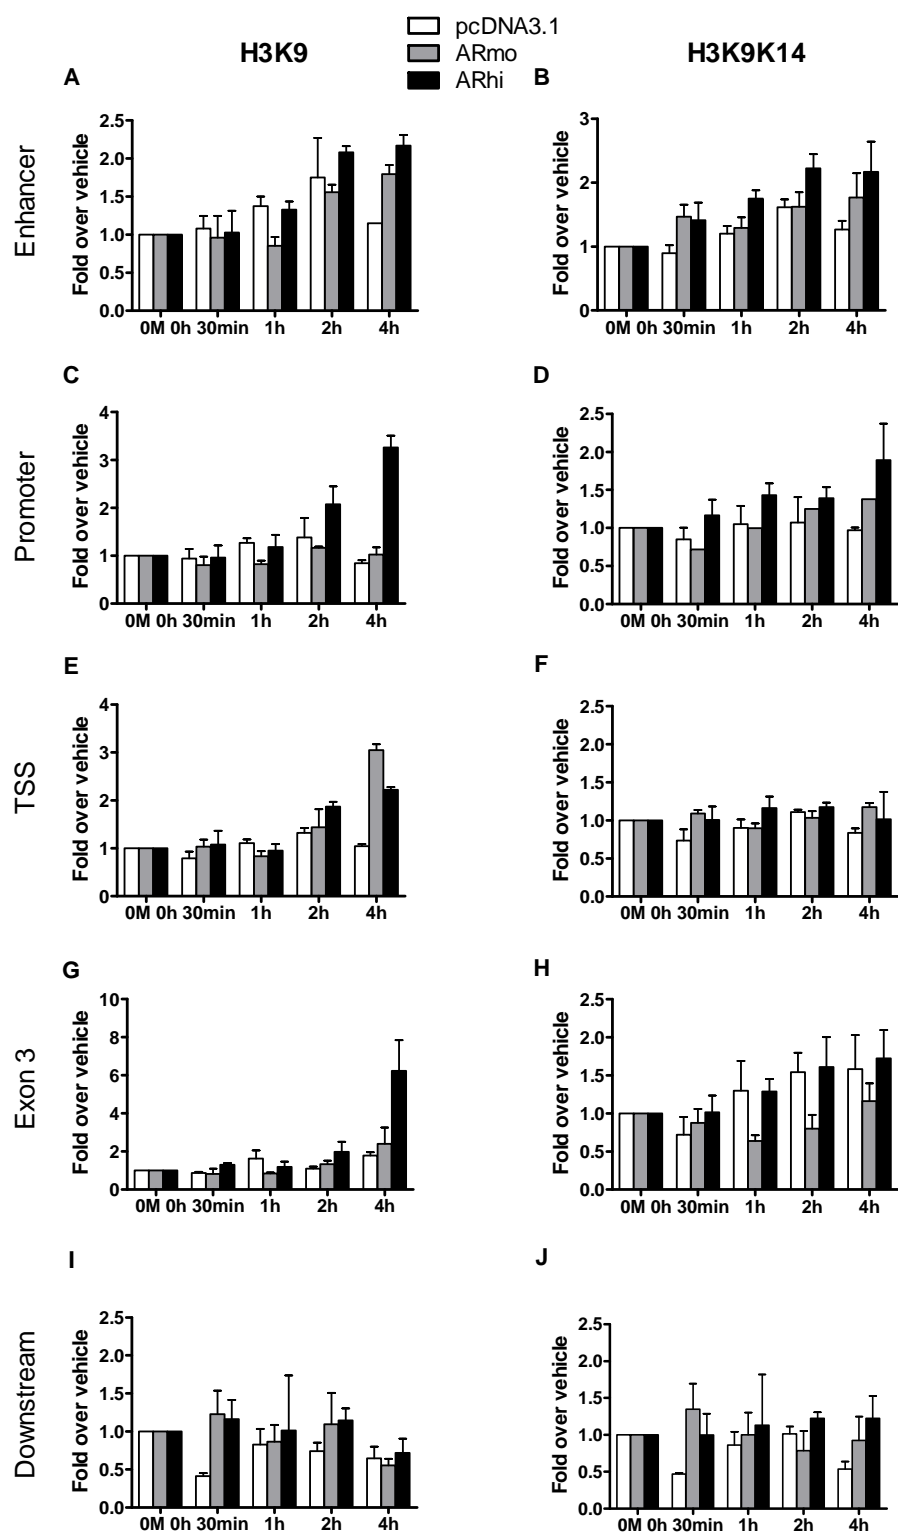 pcDNA3.1
ARmo
ARhi
H3K9
H3K9K14
A
B
Enhancer
Fold over vehicle
2.5
2.0
1.5
1.0
0.5
0.0
0M 0h 30min 1h 2h 4h
Fold over vehicle
3
2
1
0
0M 0h 30min 1h 2h 4h
C
D
Promoter
Fold over vehicle
4
3
2
1
0
0M 0h 30min 1h 2h 4h
Fold over vehicle
2.5
2.0
1.5
1.0
0.5
0.0
0M 0h 30min 1h 2h 4h
E
F
TSS
Fold over vehicle
4
3
2
1
0
0M 0h 30min 1h 2h 4h
Fold over vehicle
2.5
2.0
1.5
1.0
0.5
0.0
0M 0h 30min 1h 2h 4h
G
H
Exon 3
Fold over vehicle
10
8
6
4
2
0
0M 0h 30min 1h 2h 4h
Fold over vehicle
2.5
2.0
1.5
1.0
0.5
0.0
0M 0h 30min 1h 2h 4h
I
J
Downstream
Fold over vehicle
2.5
2.0
1.5
1.0
0.5
0.0
0M 0h 30min 1h 2h 4h
Fold over vehicle
2.5
2.0
1.5
1.0
0.5
0.0
0M 0h 30min 1h 2h 4h